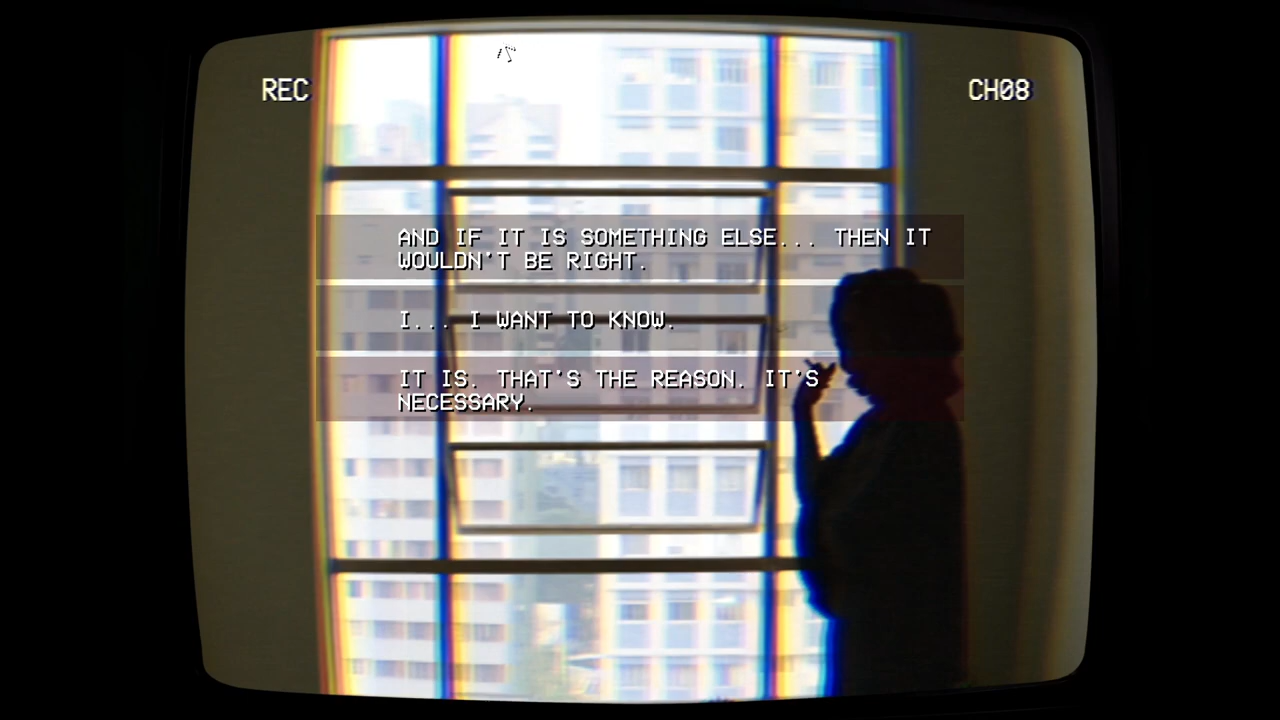 REC
CH08
AND IF IT IS SOMETHING ELSE... THEN IT
WOULDN'T BE RIGHT.
I... I WANT TO KNOW.
IT IS. THAT'S THE REASON. IT'S
NECESSARY.